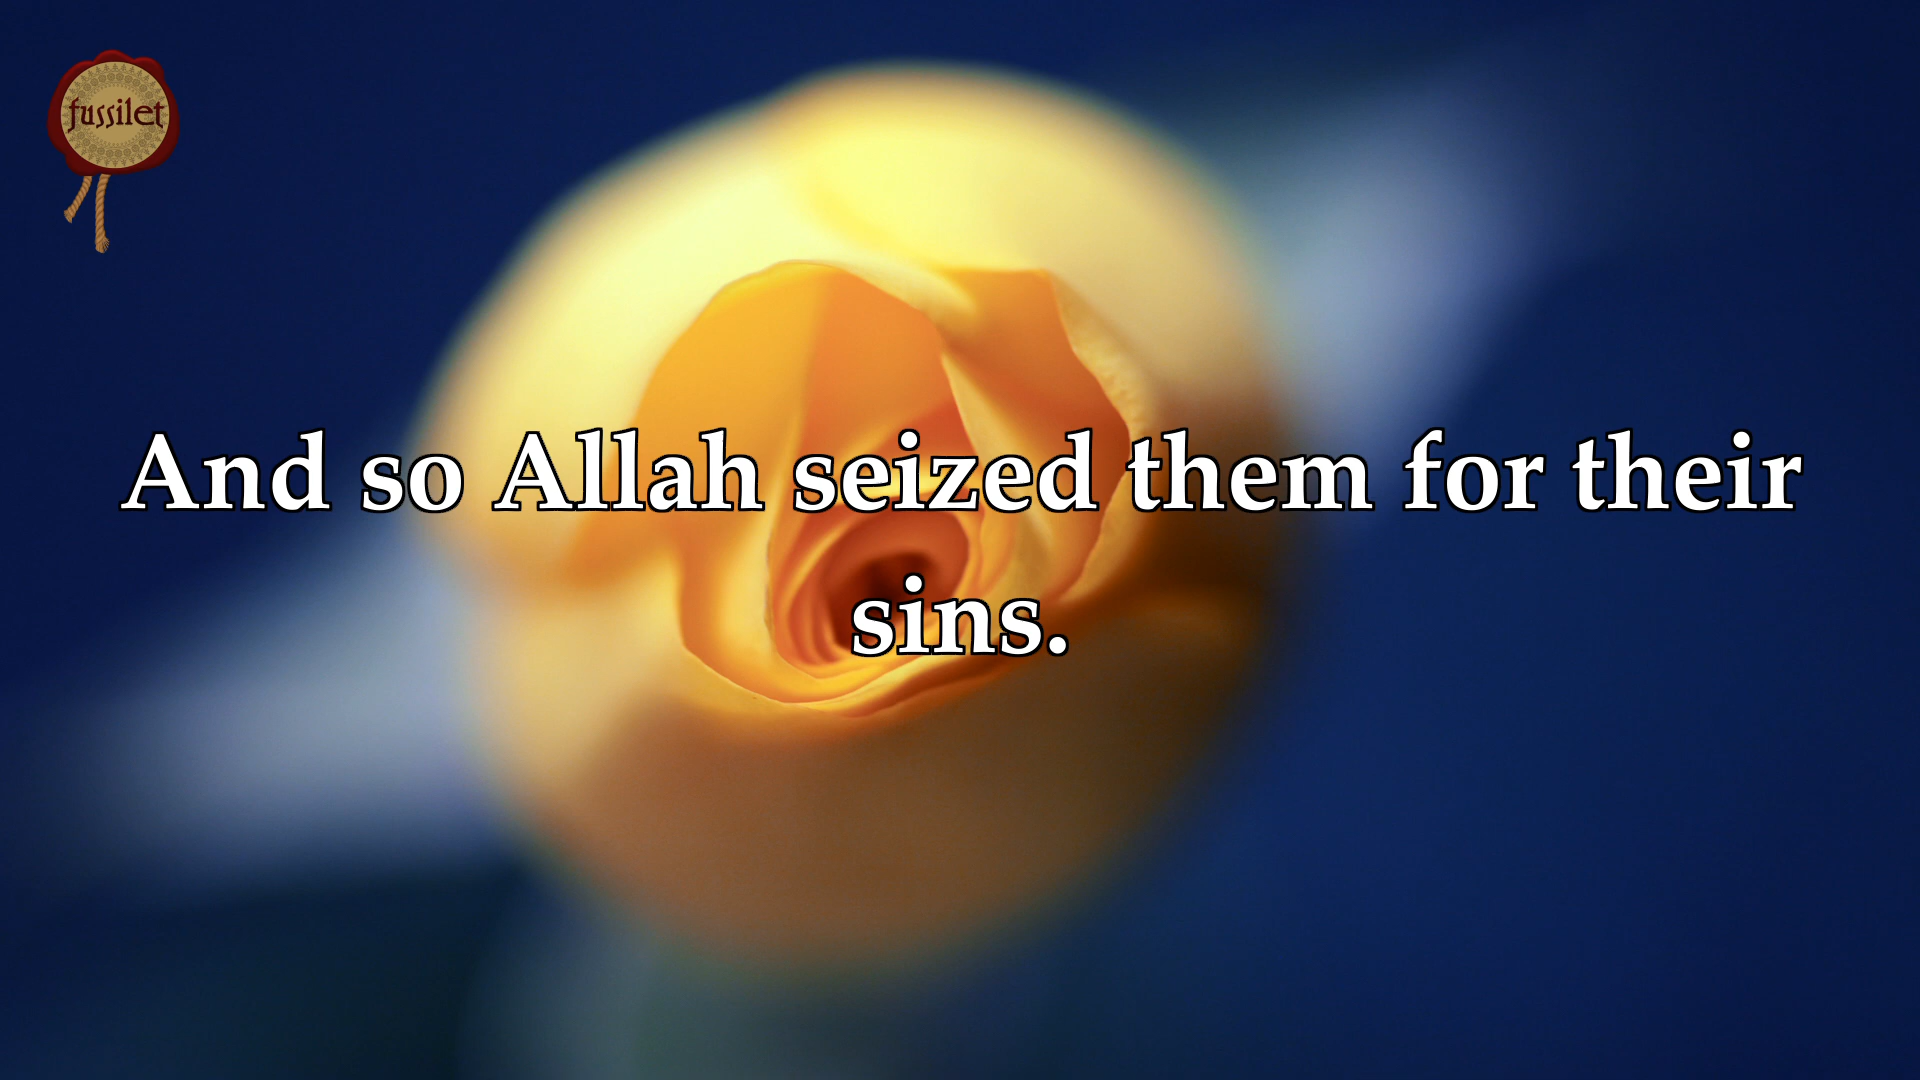 fussilet
And so Allah seized them for their
sins.